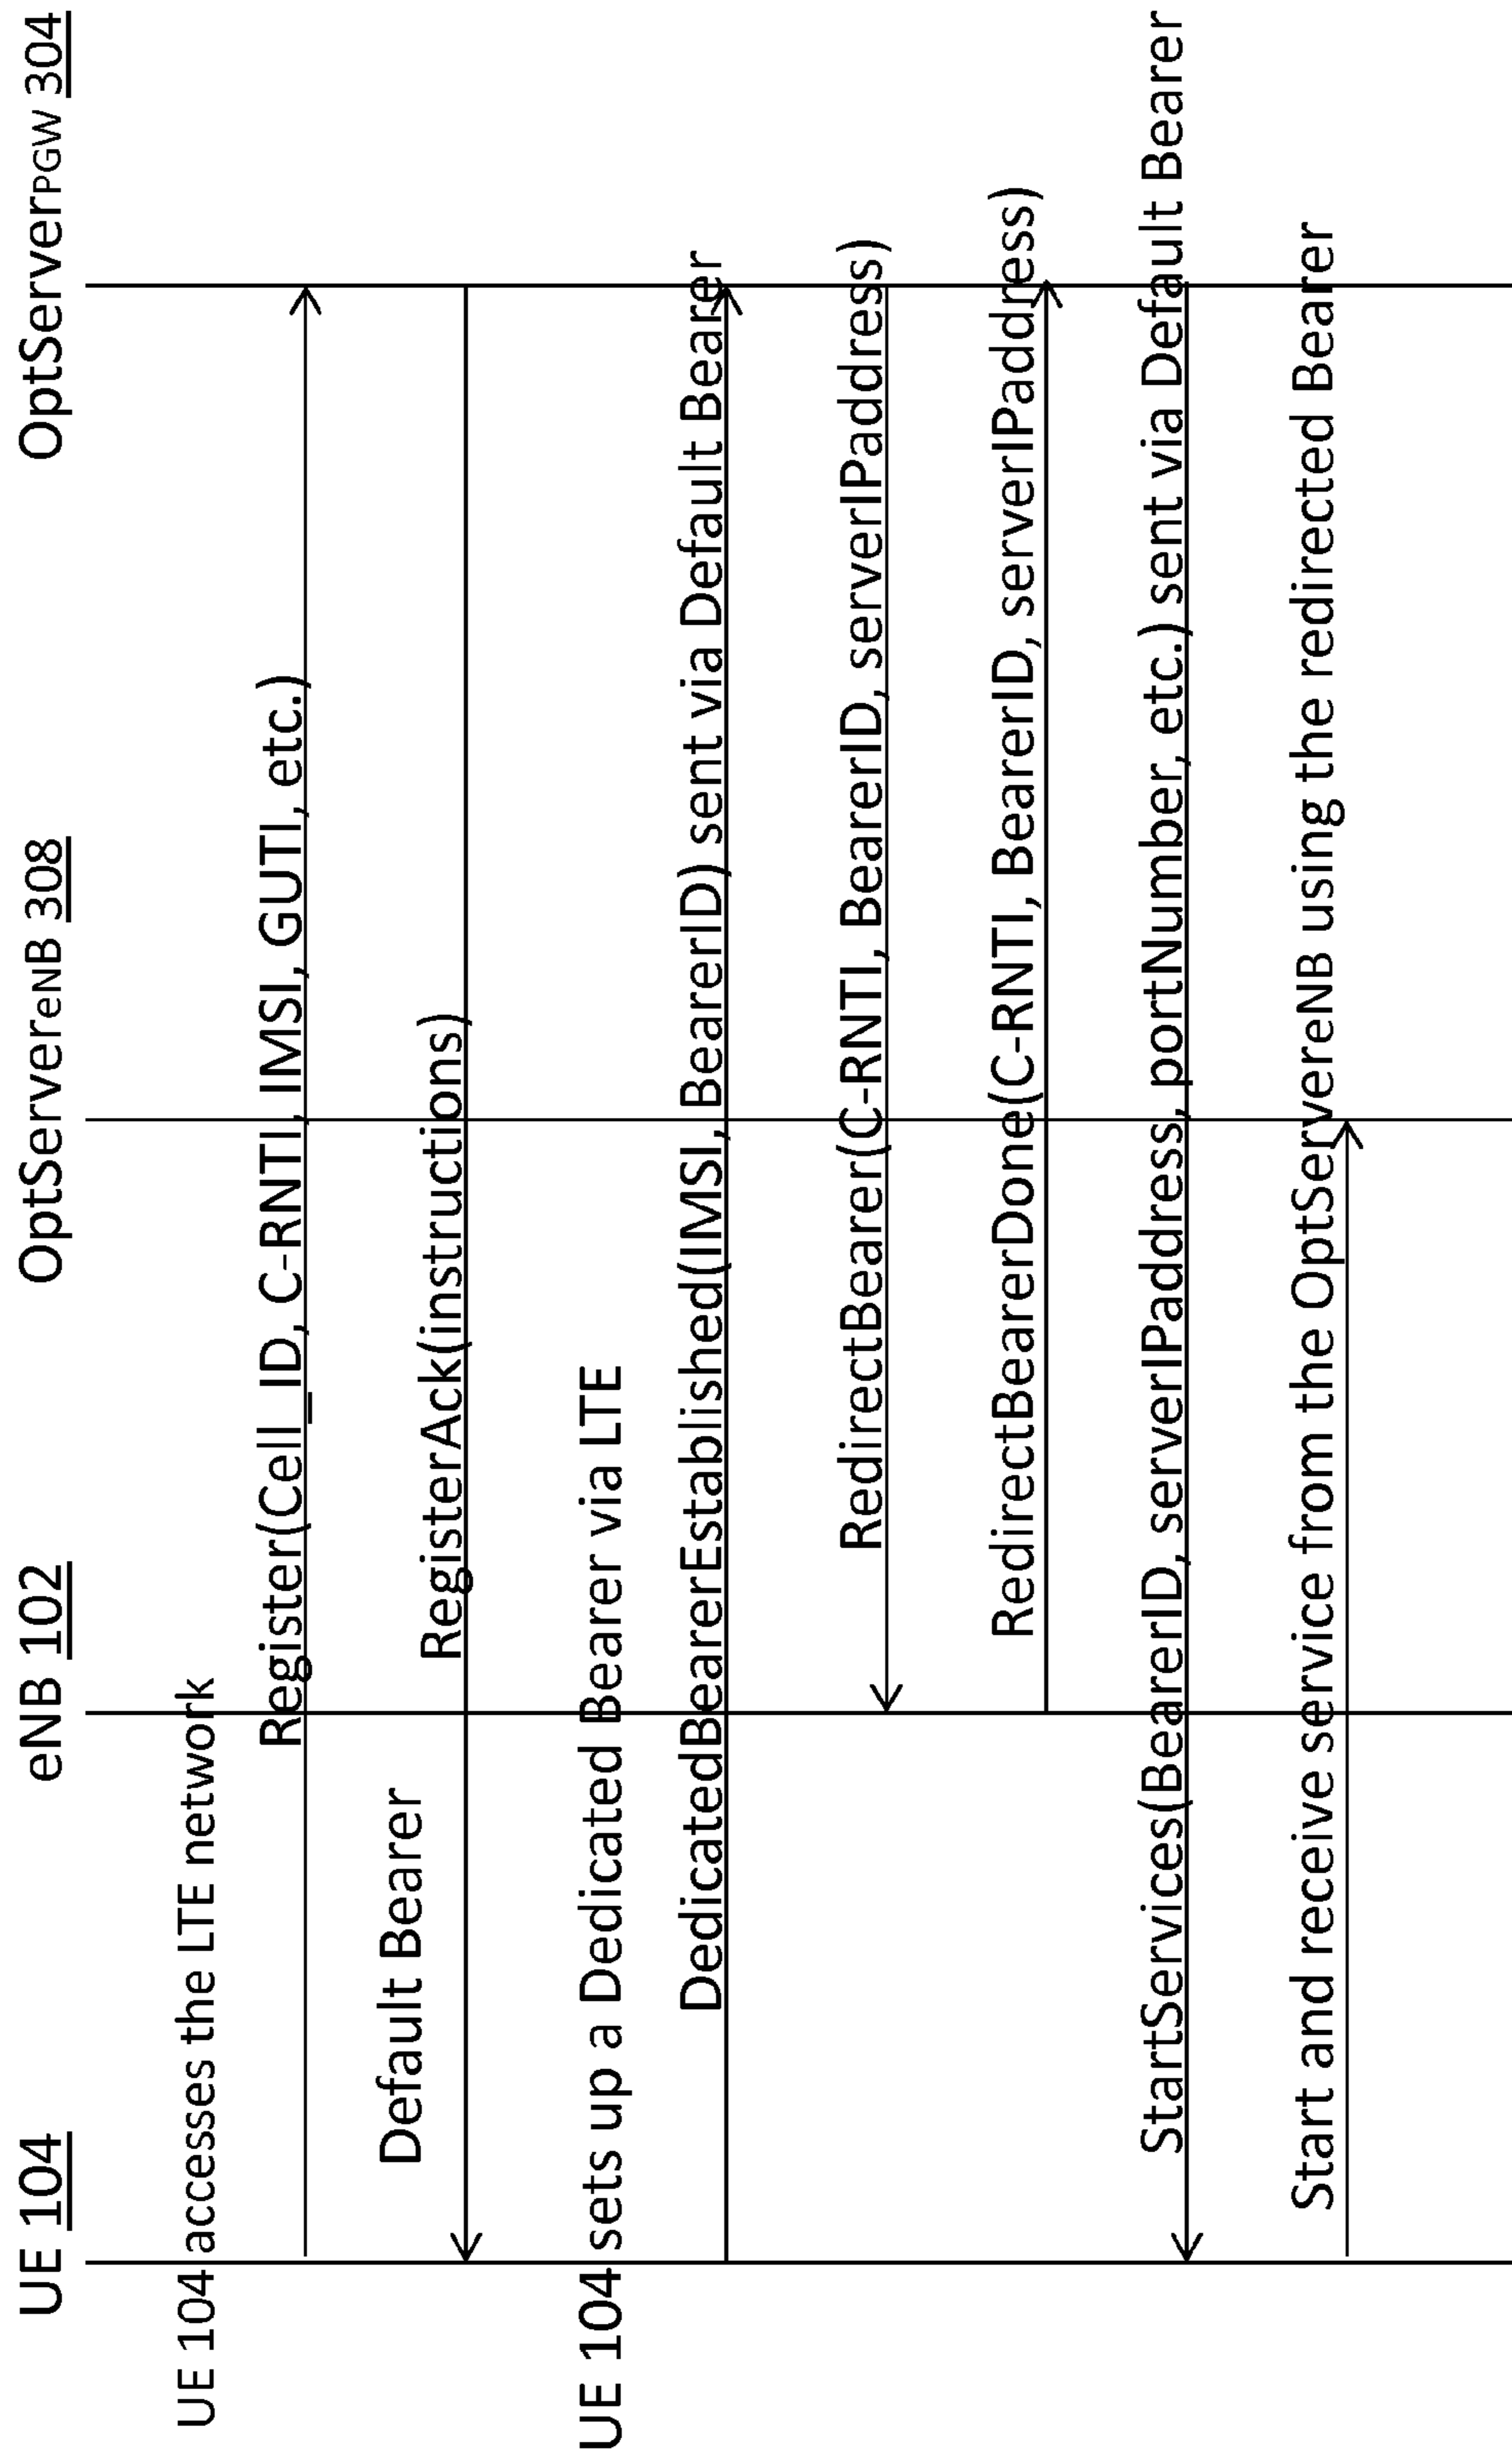 UE 104
eNB 102
OptServereNB 308
OptServerPGW 304
UE 104 accesses the LTE network
Register(Cell_ID, C-RNTI, IMSI, GUTI, etc.)
Default Bearer
RegisterAck(instructions)
UE 104 sets up a Dedicated Bearer via LTE
DedicatedBearerEstablished(IMSI, BearerID) sent via Default Bearer
RedirectBearer(C-RNTI, BearerID, serverIPaddress)
RedirectBearerDone(C-RNTI, BearerID, serverIPaddress)
StartServices(BearerID, serverIPaddress, portNumber, etc.) sent via Default Bearer
Start and receive service from the OptServereNB using the redirected Bearer